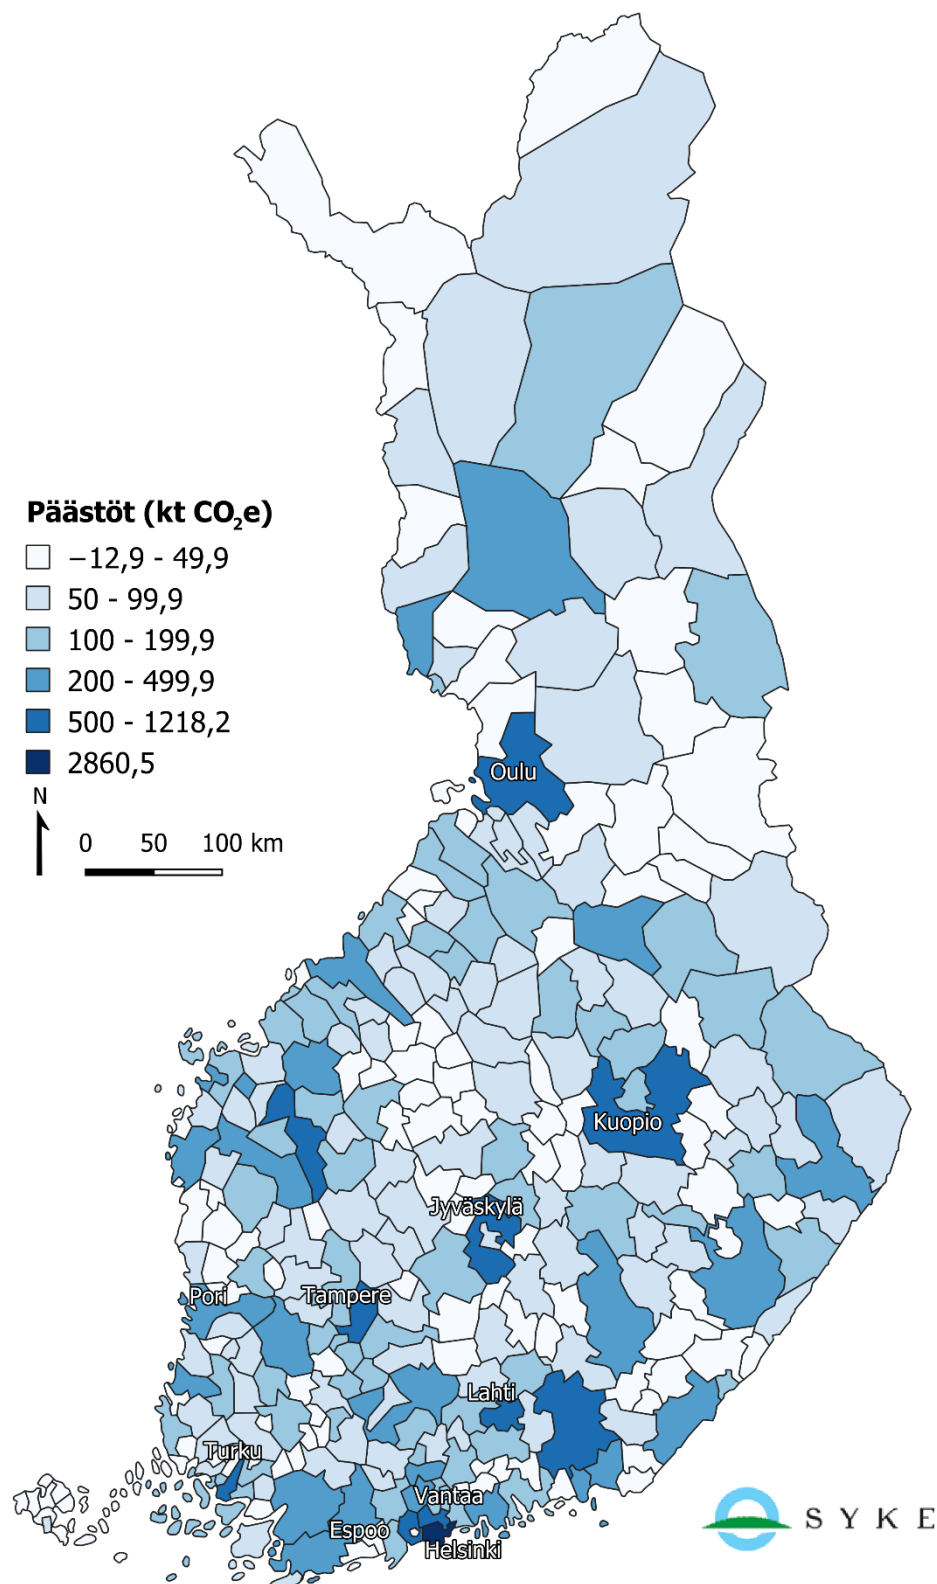 Päästöt (kt CO₂e)
−12,9 - 49,9
50 - 99,9
100 - 199,9
200 - 499,9
500 - 1218,2
2860,5
N
0 50 100 km
Oulu
Kuopio
Jyväskylä
Pori
Tampere
Lahti
Turku
Vantaa
Espoo
Helsinki
SYKE